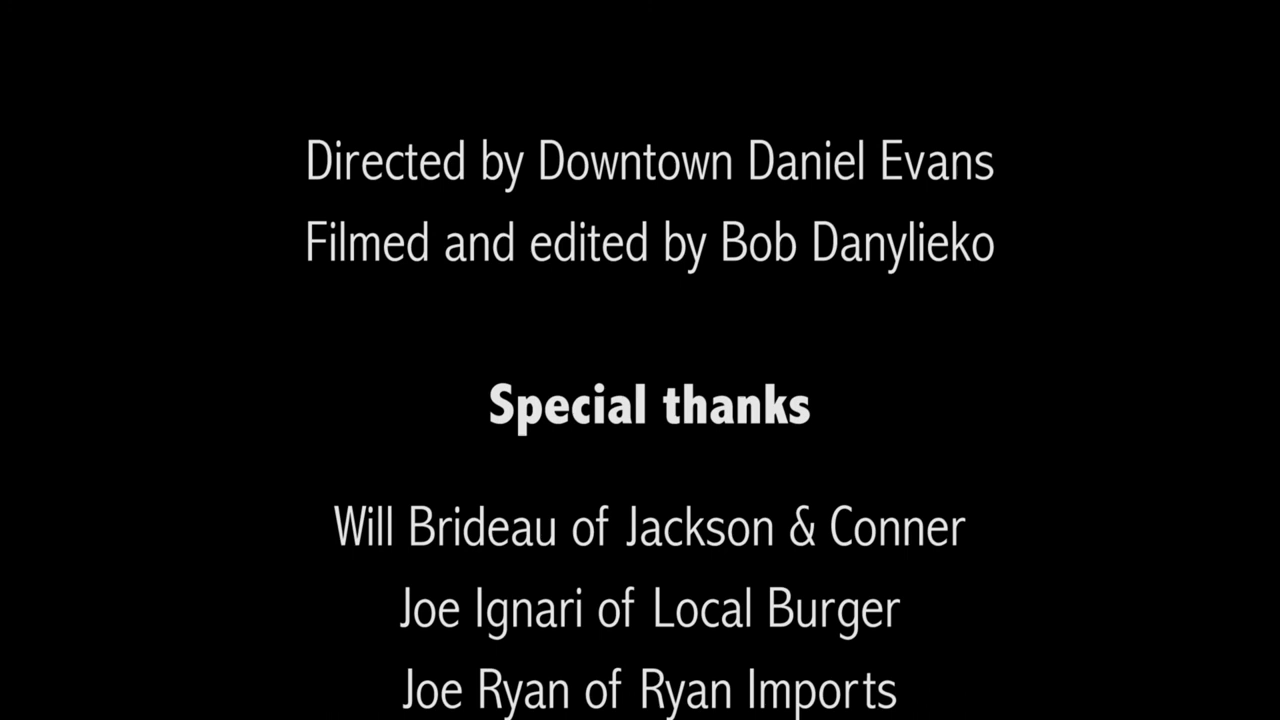 Directed by Downtown Daniel Evans
Filmed and edited by Bob Danylieko
Special thanks
Will Brideau of Jackson & Conner
Joe Ignari of Local Burger
Joe Ryan of Ryan Imports